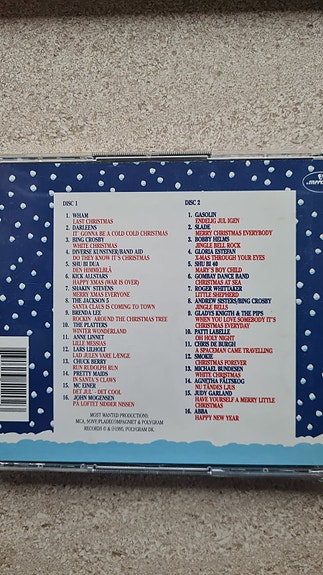 DISC 1
1. WHAM
LAST CHRISTMAS
2. DARLEENS
IT' GONNA BE A COLD COLD CHRISTMAS
3. BING CROSBY
WHITE CHRISTMAS
4. DIVERSE KUNSTNER/BAND AID
DO THEY KNOW IT'S CHRISTMAS
5. SHU BI DUA
DEN HIMMELBLÅ
6. KICK ALLSTARS
HAPPY XMAS (WAR IS OVER)
7. SHAKIN' STEVENS
MERRY XMAS EVERYONE
8. THE JACKSON 5
SANTA CLAUS IS COMING TO TOWN
9. BRENDA LEE
ROCKIN' AROUND THE CHRISTMAS TREE
10. THE PLATTERS
WINTER WONDERLAND
11. ANNE LINNET
LILLE MESSIAS
12. LARS LILHOLT
LAD JULEN VARE LÆNGE
13. CHUCK BERRY
RUN RUDOLPH RUN
14. PRETTY MAIDS
IN SANTA'S CLAWS
15. MC EINER
DET JUL' - DET COOL
16. JOHN MOGENSEN
PÅ LOFTET SIDDER NISSEN
DISC 2
1. GASOLIN
ENDELIG JUL IGEN
2. SLADE
MERRY CHRISTMAS EVERYBODY
3. BOBBY HELMS
JINGLE BELL ROCK
4. GLORIA ESTEFAN
X-MAS THROUGH YOUR EYES
5. SHU BI 40
MARY'S BOY CHILD
6. GOMBAY DANCE BAND
CHRISTMAS AT SEA
7. ROGER WHITTAKER
LITTLE SHEPHERD
8. ANDREW SISTERS/BING CROSBY
JINGLE BELLS
9. GLADYS KNIGTH & THE PIPS
WHEN YOU LOVE SOMEBODY IT'S
CHRISTMAS EVERYDAY
10. PATTI LABELLE
OH HOLY NIGHT
11. CHRIS DE BURGH
A SPACEMAN CAME TRAVELLING
12. SMOKIE
CHRISTMAS FOREVER
13. MICHAEL BUNDESEN
WHITE CHRISTMAS
14. AGNETHA FÄLTSKOG
NU TÄNDES LJUS
15. JUDY GARLAND
HAVE YOURSELF A MERRY LITTLE
CHRISTMAS
16. ABBA
HAPPY NEW YEAR
MOST WANTED PRODUCTIONS:
MCA, SONY, PLADECOMPAGNIET & POLYGRAM
RECORDS ℗ & © 1995, POLYGRAM DK.